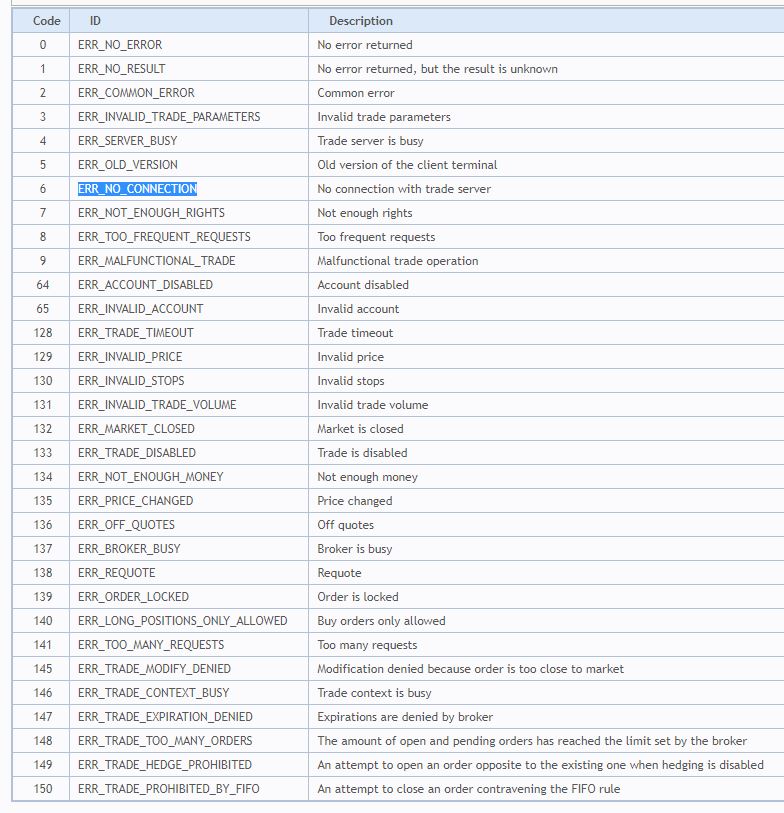 Code ID Description
0 ERR_NO_ERROR No error returned
1 ERR_NO_RESULT No error returned, but the result is unknown
2 ERR_COMMON_ERROR Common error
3 ERR_INVALID_TRADE_PARAMETERS Invalid trade parameters
4 ERR_SERVER_BUSY Trade server is busy
5 ERR_OLD_VERSION Old version of the client terminal
6 ERR_NO_CONNECTION No connection with trade server
7 ERR_NOT_ENOUGH_RIGHTS Not enough rights
8 ERR_TOO_FREQUENT_REQUESTS Too frequent requests
9 ERR_MALFUNCTIONAL_TRADE Malfunctional trade operation
64 ERR_ACCOUNT_DISABLED Account disabled
65 ERR_INVALID_ACCOUNT Invalid account
128 ERR_TRADE_TIMEOUT Trade timeout
129 ERR_INVALID_PRICE Invalid price
130 ERR_INVALID_STOPS Invalid stops
131 ERR_INVALID_TRADE_VOLUME Invalid trade volume
132 ERR_MARKET_CLOSED Market is closed
133 ERR_TRADE_DISABLED Trade is disabled
134 ERR_NOT_ENOUGH_MONEY Not enough money
135 ERR_PRICE_CHANGED Price changed
136 ERR_OFF_QUOTES Off quotes
137 ERR_BROKER_BUSY Broker is busy
138 ERR_REQUOTE Requote
139 ERR_ORDER_LOCKED Order is locked
140 ERR_LONG_POSITIONS_ONLY_ALLOWED Buy orders only allowed
141 ERR_TOO_MANY_REQUESTS Too many requests
145 ERR_TRADE_MODIFY_DENIED Modification denied because order is too close to market
146 ERR_TRADE_CONTEXT_BUSY Trade context is busy
147 ERR_TRADE_EXPIRATION_DENIED Expirations are denied by broker
148 ERR_TRADE_TOO_MANY_ORDERS The amount of open and pending orders has reached the limit set by the broker
149 ERR_TRADE_HEDGE_PROHIBITED An attempt to open an order opposite to the existing one when hedging is disabled
150 ERR_TRADE_PROHIBITED_BY_FIFO An attempt to close an order contravening the FIFO rule